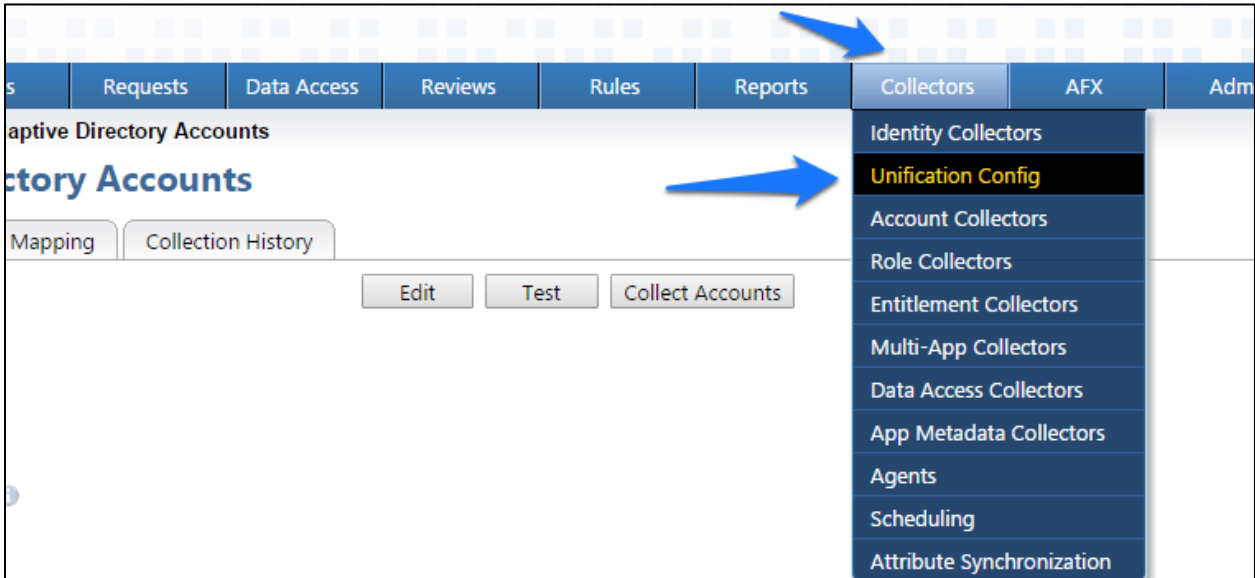 s
Requests
Data Access
Reviews
Rules
Reports
Collectors
AFX
Adm
aptive Directory Accounts
ctory Accounts
Mapping
Collection History
Edit
Test
Collect Accounts
Identity Collectors
Unification Config
Account Collectors
Role Collectors
Entitlement Collectors
Multi-App Collectors
Data Access Collectors
App Metadata Collectors
Agents
Scheduling
Attribute Synchronization